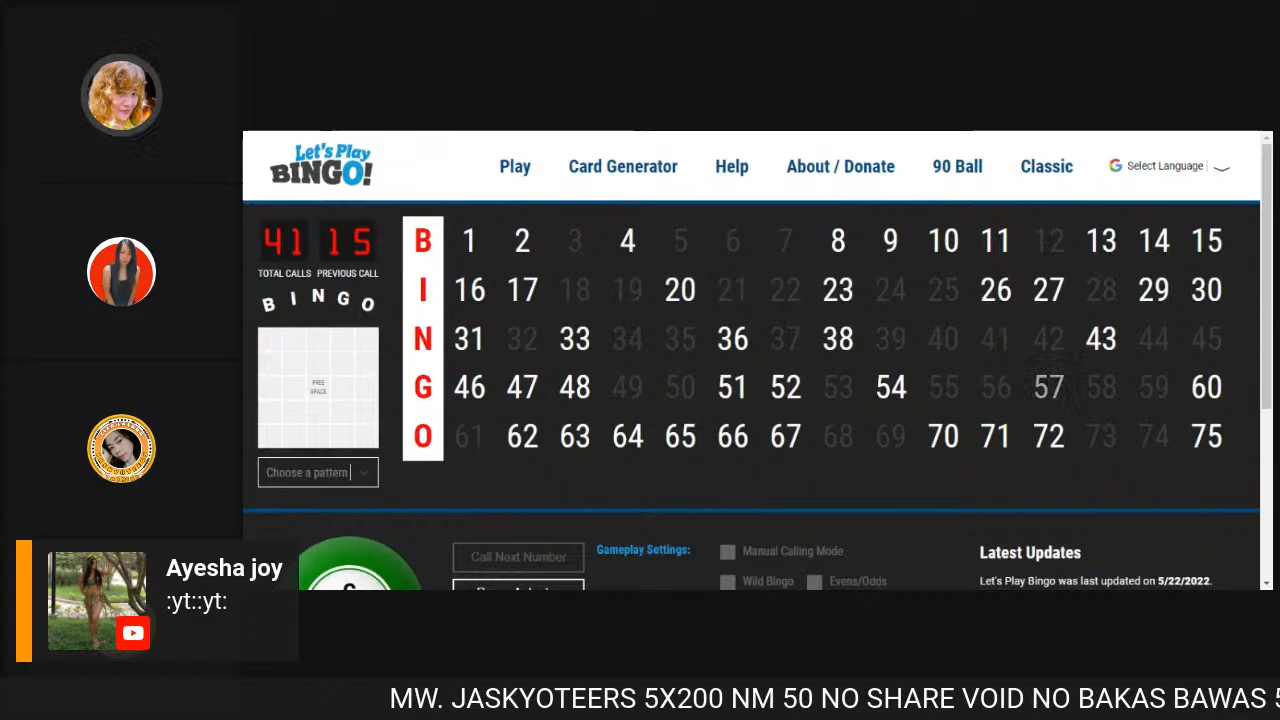 Let's Play
BINGO!
Play Card Generator Help About / Donate 90 Ball Classic G Select Language
41 15
TOTAL CALLS PREVIOUS CALL
B I N G O
FREE
SPACE
Choose a pattern
B 1 2 3 4 5 6 7 8 9 10 11 12 13 14 15
I 16 17 18 19 20 21 22 23 24 25 26 27 28 29 30
N 31 32 33 34 35 36 37 38 39 40 41 42 43 44 45
G 46 47 48 49 50 51 52 53 54 55 56 57 58 59 60
O 61 62 63 64 65 66 67 68 69 70 71 72 73 74 75
Call Next Number
Gameplay Settings:
Manual Calling Mode
Wild Bingo Evens/Odds
Latest Updates
Let's Play Bingo was last updated on 5/22/2022.
Ayesha joy
:yt::yt:
MW. JASKYOTEERS 5X200 NM 50 NO SHARE VOID NO BAKAS BAWAS